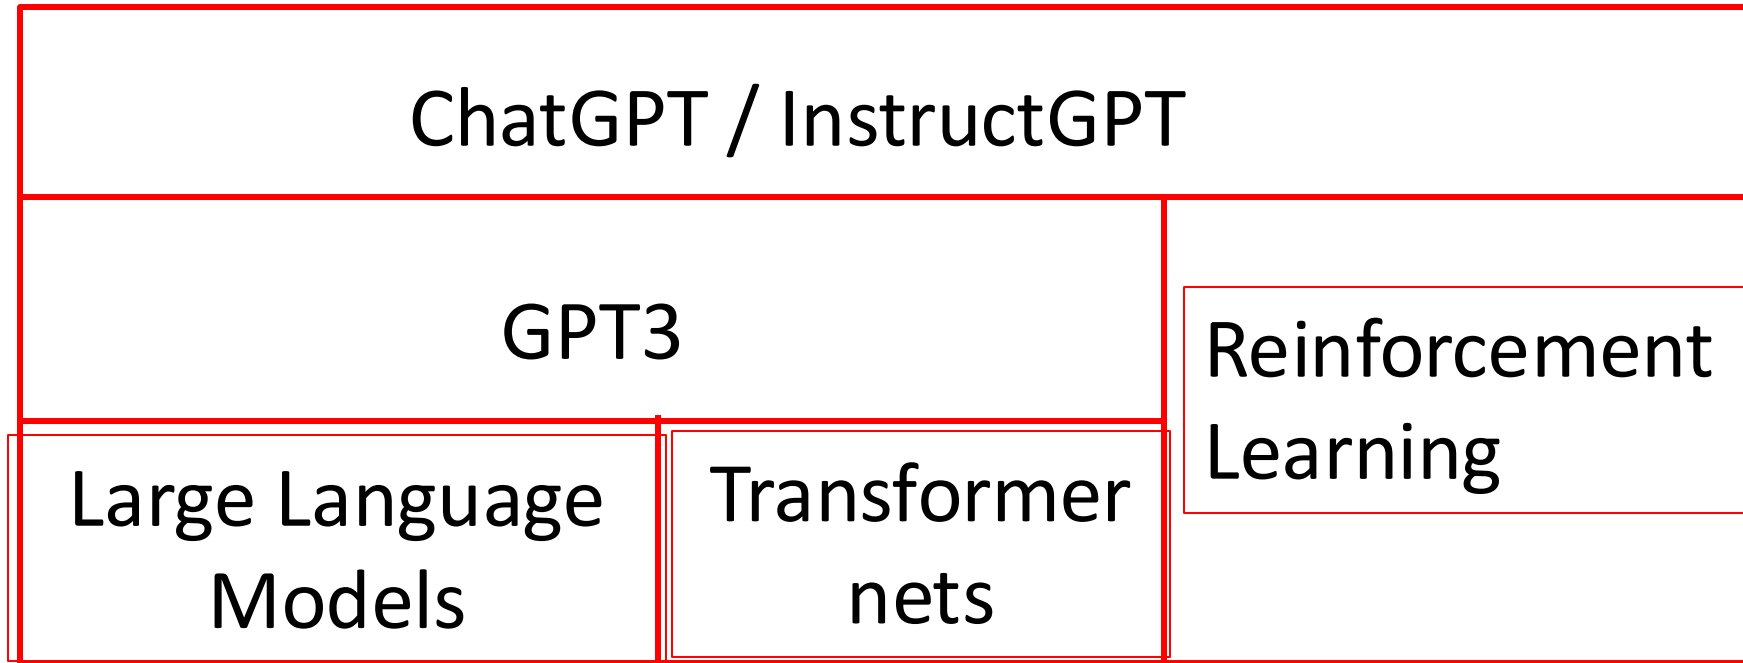 ChatGPT / InstructGPT
GPT3
Reinforcement
Learning
Large Language
Models
Transformer
nets